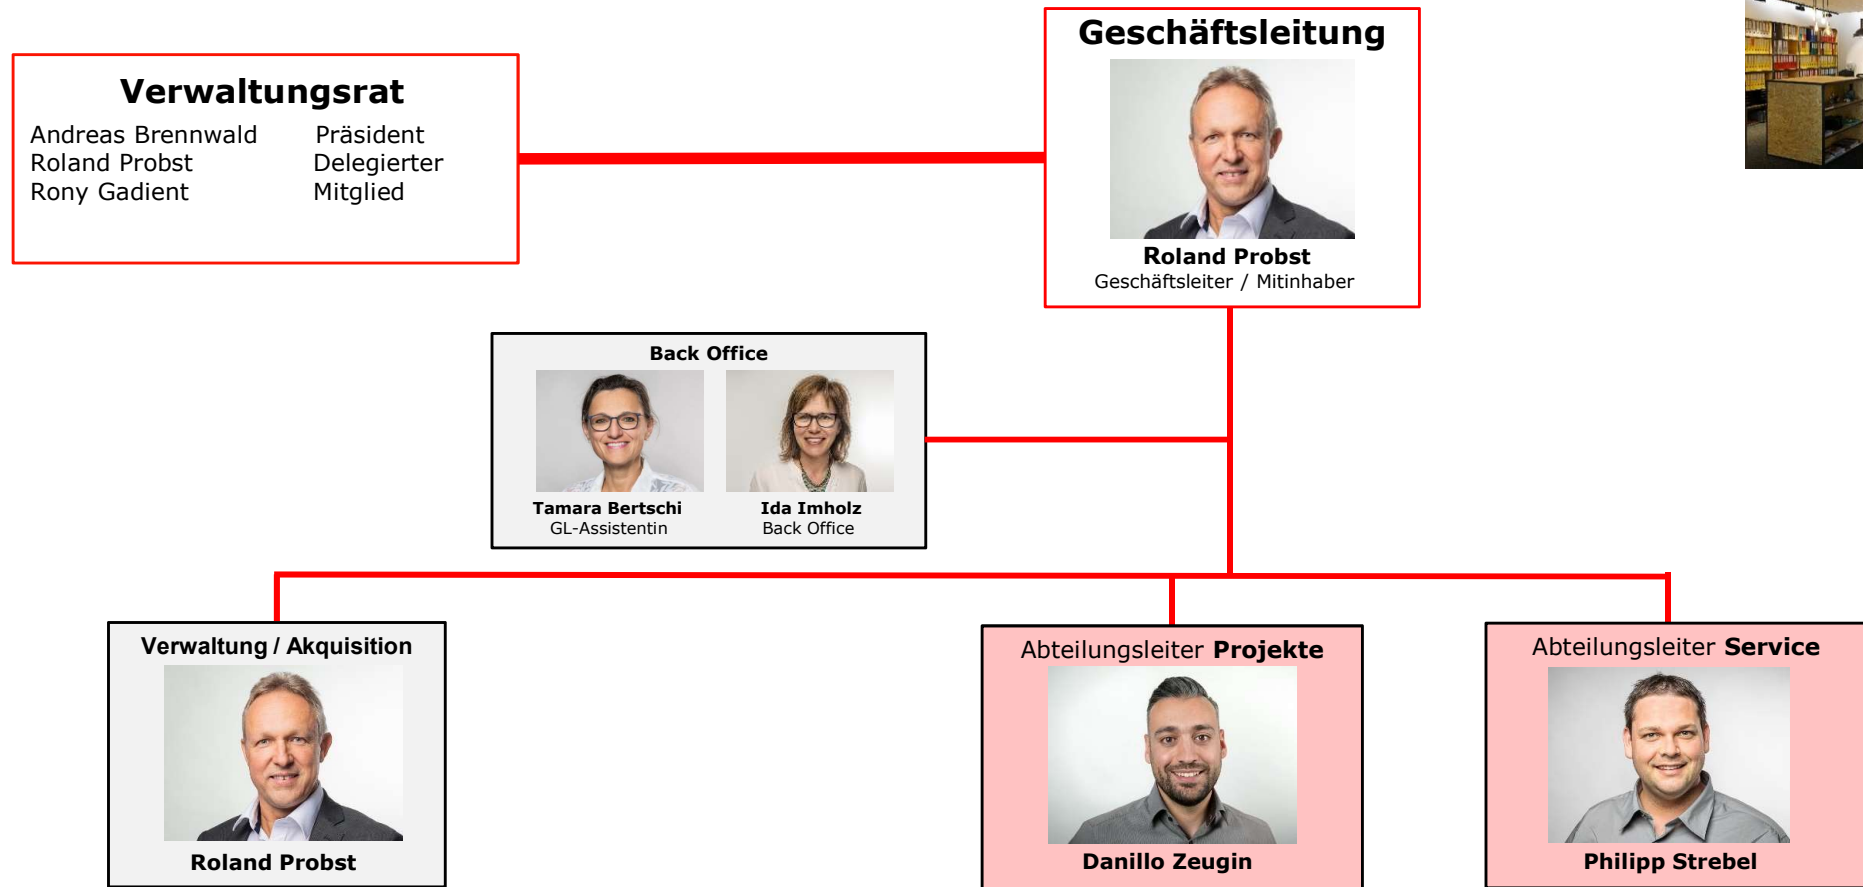 Verwaltungsrat
Andreas Brennwald Präsident
Roland Probst Delegierter
Rony Gadient Mitglied
Geschäftsleitung
Roland Probst
Geschäftsleiter / Mitinhaber
Back Office
Tamara Bertschi
GL-Assistentin
Ida Imholz
Back Office
Verwaltung / Akquisition
Roland Probst
Abteilungsleiter Projekte
Danillo Zeugin
Abteilungsleiter Service
Philipp Strebel